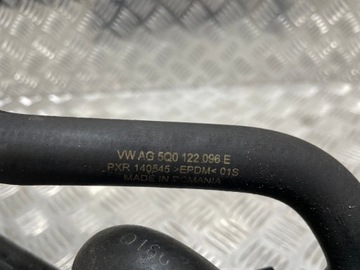 VW AG 5Q0 122 096 E
PXR 140845 >EPDM< 01S
MADE IN ROMANIA